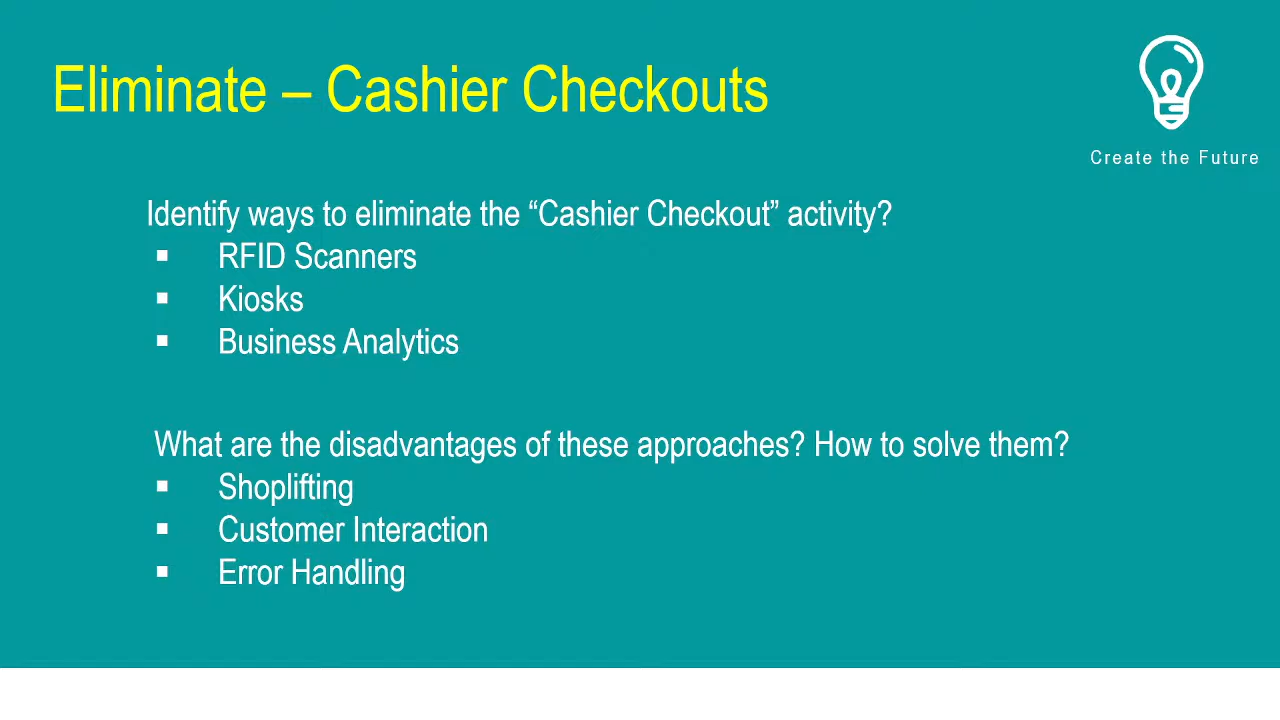 Eliminate – Cashier Checkouts
Create the Future
Identify ways to eliminate the “Cashier Checkout” activity?
▪ RFID Scanners
▪ Kiosks
▪ Business Analytics
What are the disadvantages of these approaches? How to solve them?
▪ Shoplifting
▪ Customer Interaction
▪ Error Handling